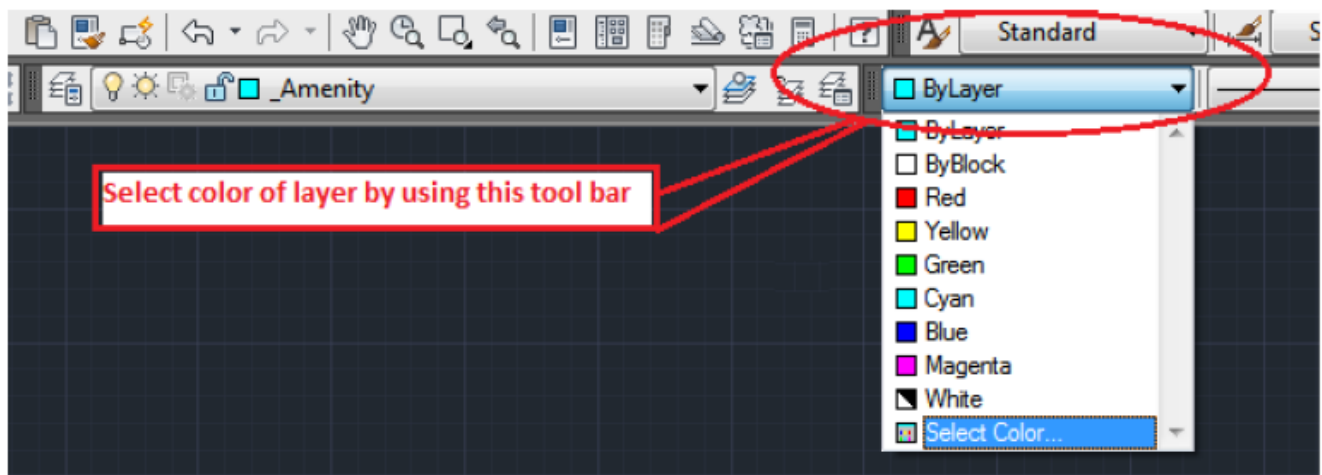 Standard
S
_Amenity
ByLayer
Select color of layer by using this tool bar
ByLayer
ByBlock
Red
Yellow
Green
Cyan
Blue
Magenta
White
Select Color...